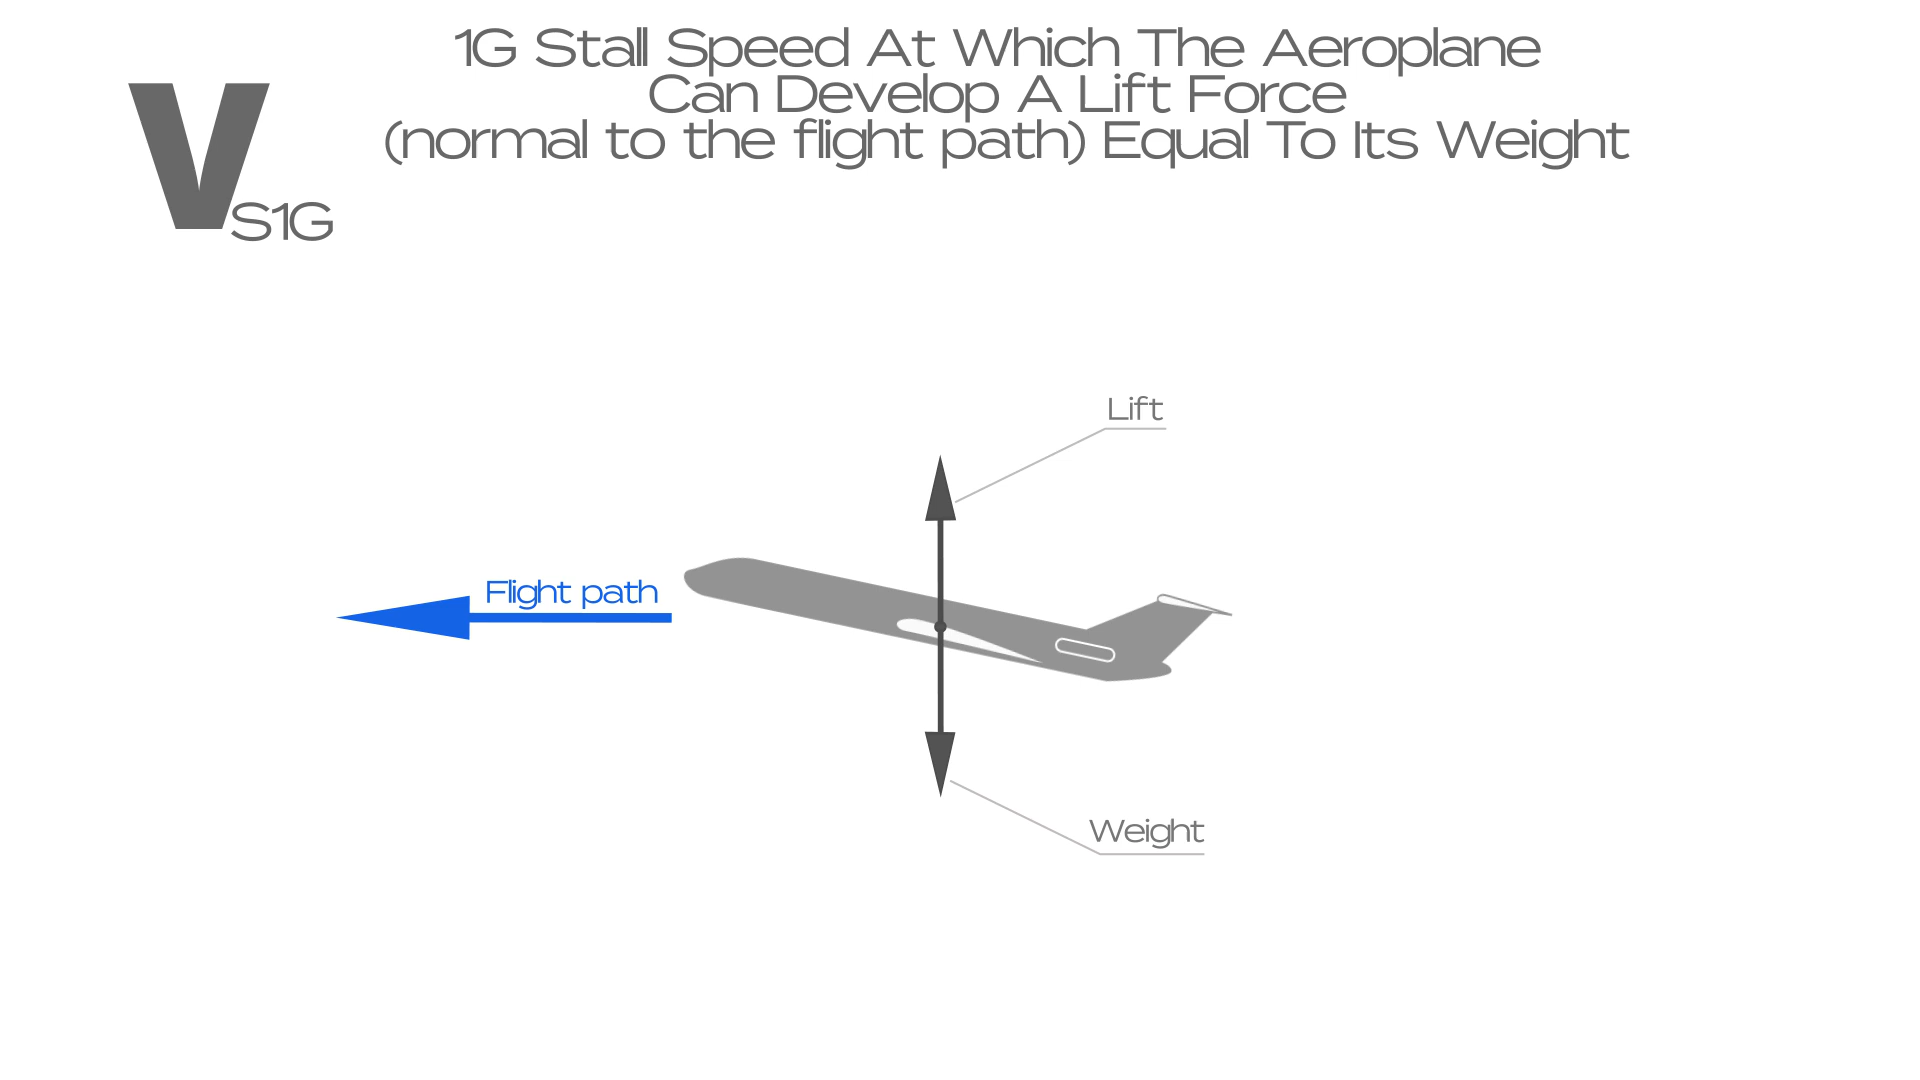 1G Stall Speed At Which The Aeroplane
Can Develop A Lift Force
(normal to the flight path) Equal To Its Weight
VS1G
Lift
Flight path
Weight